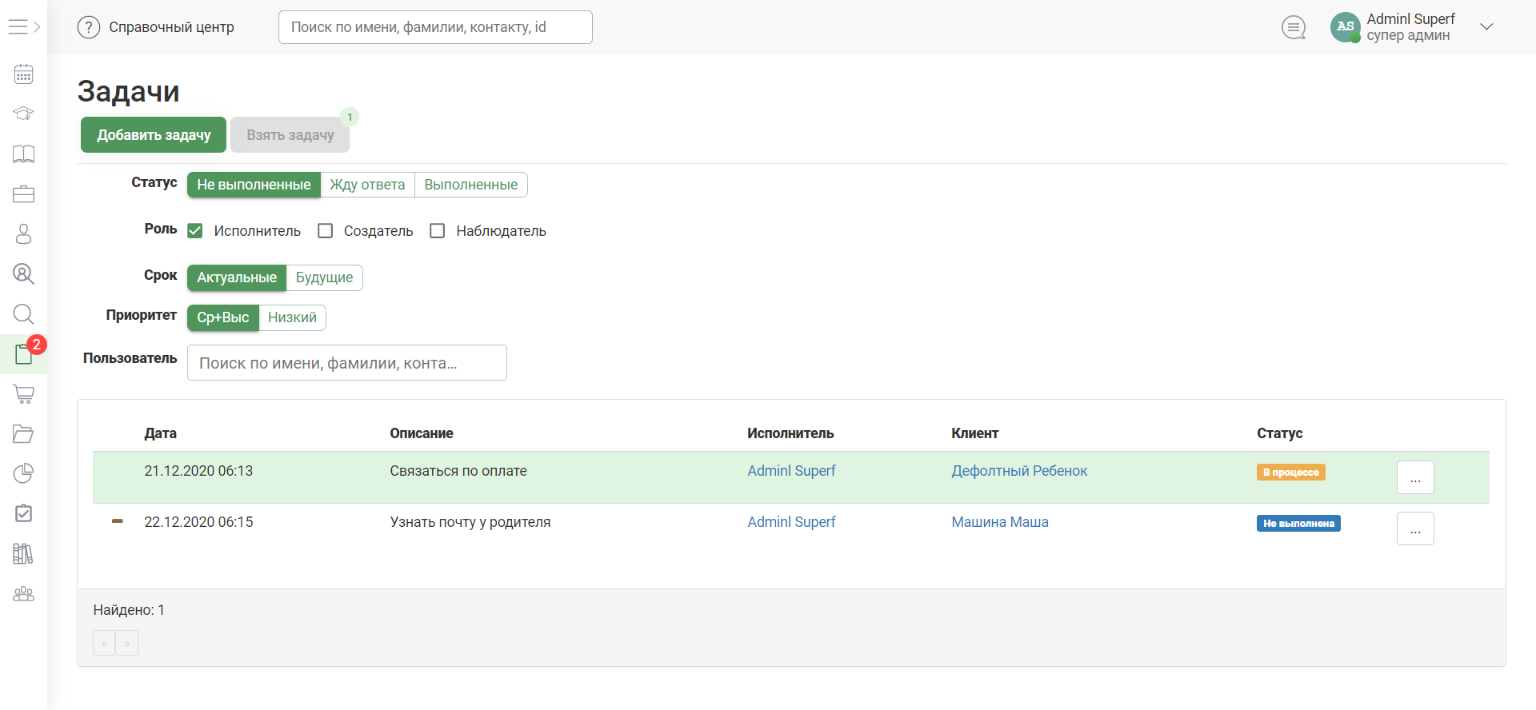 Справочный центр
Поиск по имени, фамилии, контакту, id
AS
Adminl Superf
супер админ
Задачи
Добавить задачу
Взять задачу
1
Статус
Не выполненные
Жду ответа
Выполненные
Роль
Исполнитель
Создатель
Наблюдатель
Срок
Актуальные
Будущие
Приоритет
Ср+Выс
Низкий
2
Пользователь
Поиск по имени, фамилии, конта...
Дата Описание Исполнитель Клиент Статус
21.12.2020 06:13 Связаться по оплате Adminl Superf Дефолтный Ребенок В процессе ...
22.12.2020 06:15 Узнать почту у родителя Adminl Superf Машина Маша Не выполнена ...
Найдено: 1
« »